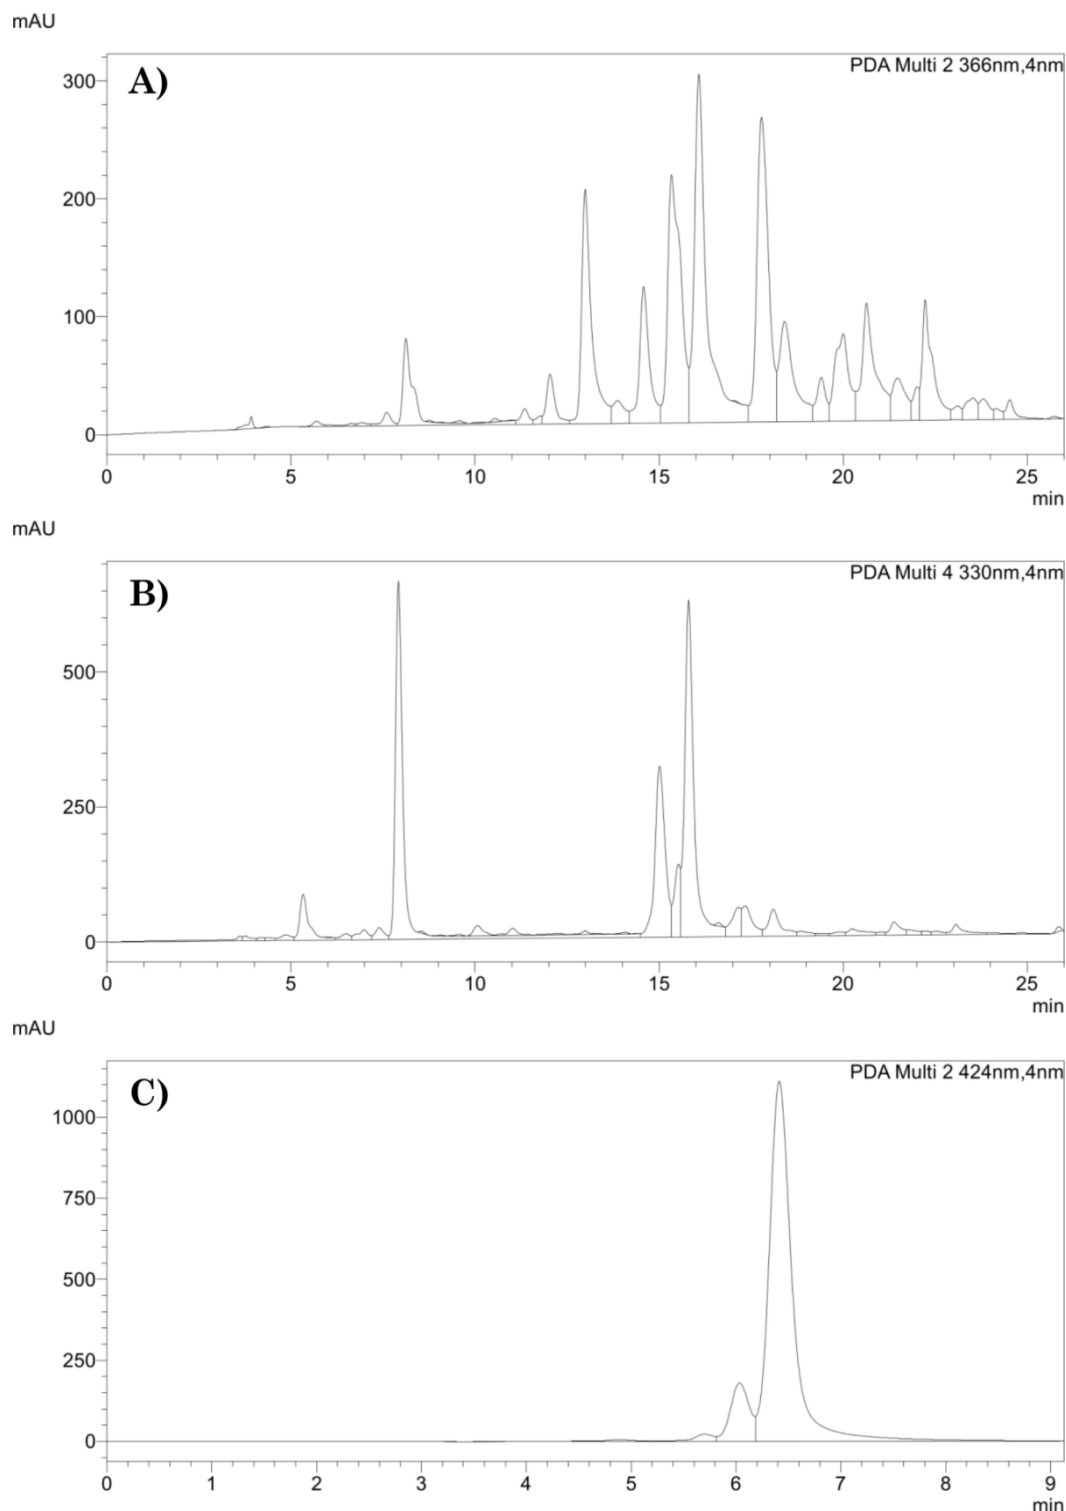 mAU
A)
PDA Multi 2 366nm,4nm
300
200
100
0
0 5 10 15 20 25
min
mAU
B)
PDA Multi 4 330nm,4nm
500
250
0
0 5 10 15 20 25
min
mAU
C)
PDA Multi 2 424nm,4nm
1000
750
500
250
0
0 1 2 3 4 5 6 7 8 9
min